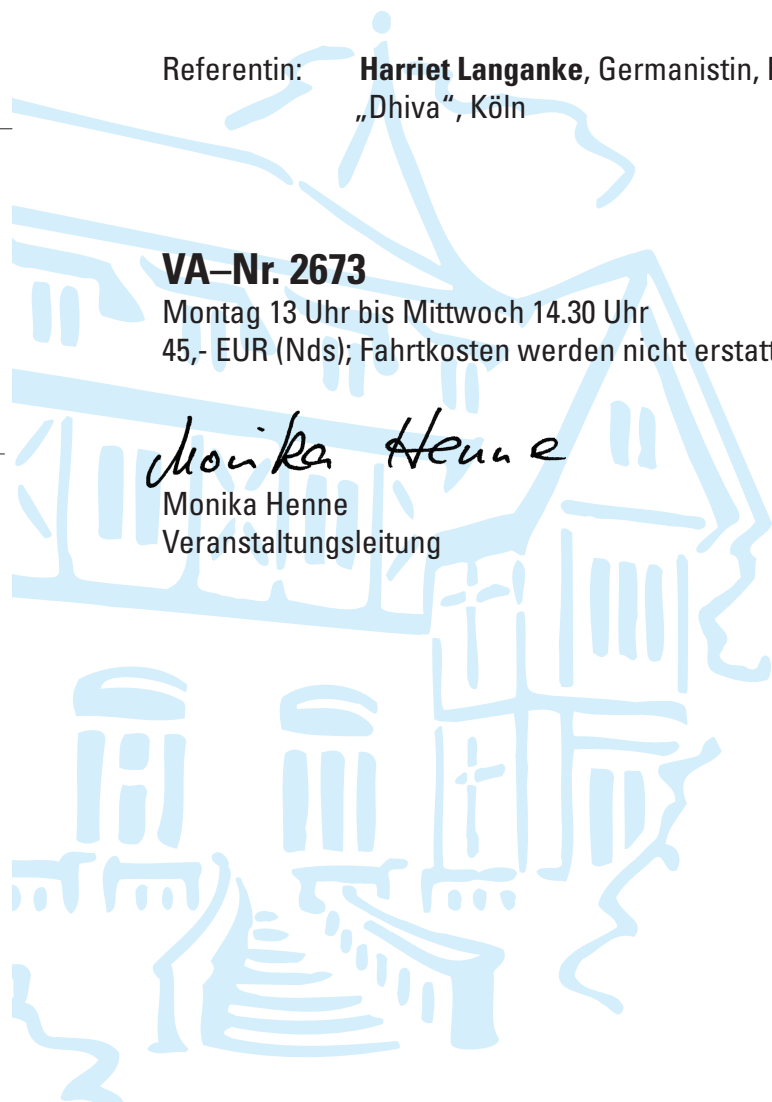 Referentin: Harriet Langanke, Germanistin,
„Dhiva“, Köln
VA–Nr. 2673
Montag 13 Uhr bis Mittwoch 14.30 Uhr
45,- EUR (Nds); Fahrtkosten werden nicht erstatt
Monika Henne
Monika Henne
Veranstaltungsleitung